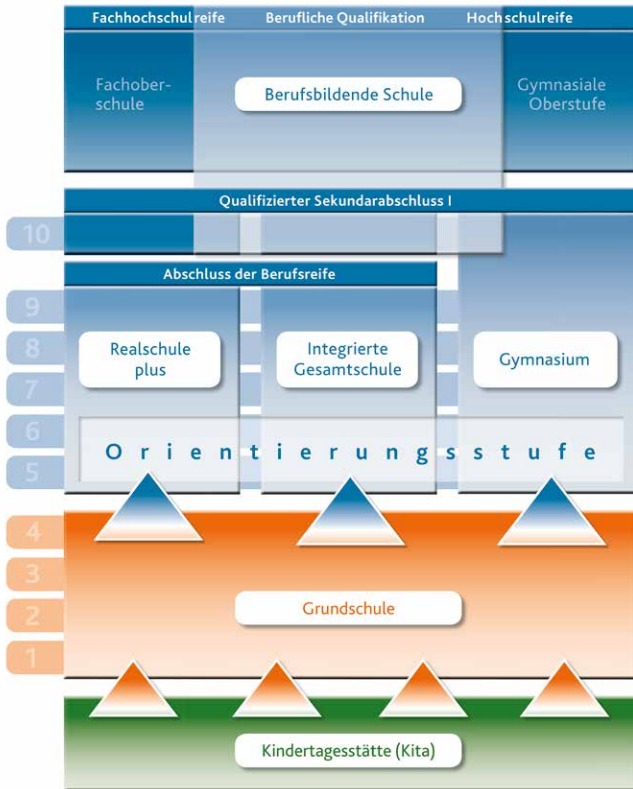 Fachhochschulreife
Berufliche Qualifikation
Hochschulreife
Fachober-
schule
Berufsbildende Schule
Gymnasiale
Oberstufe
Qualifizierter Sekundarabschluss I
10
Abschluss der Berufsreife
9
8
7
Realschule
plus
Integrierte
Gesamtschule
Gymnasium
6
5
Orientierungsstufe
4
3
2
1
Grundschule
Kindertagesstätte (Kita)